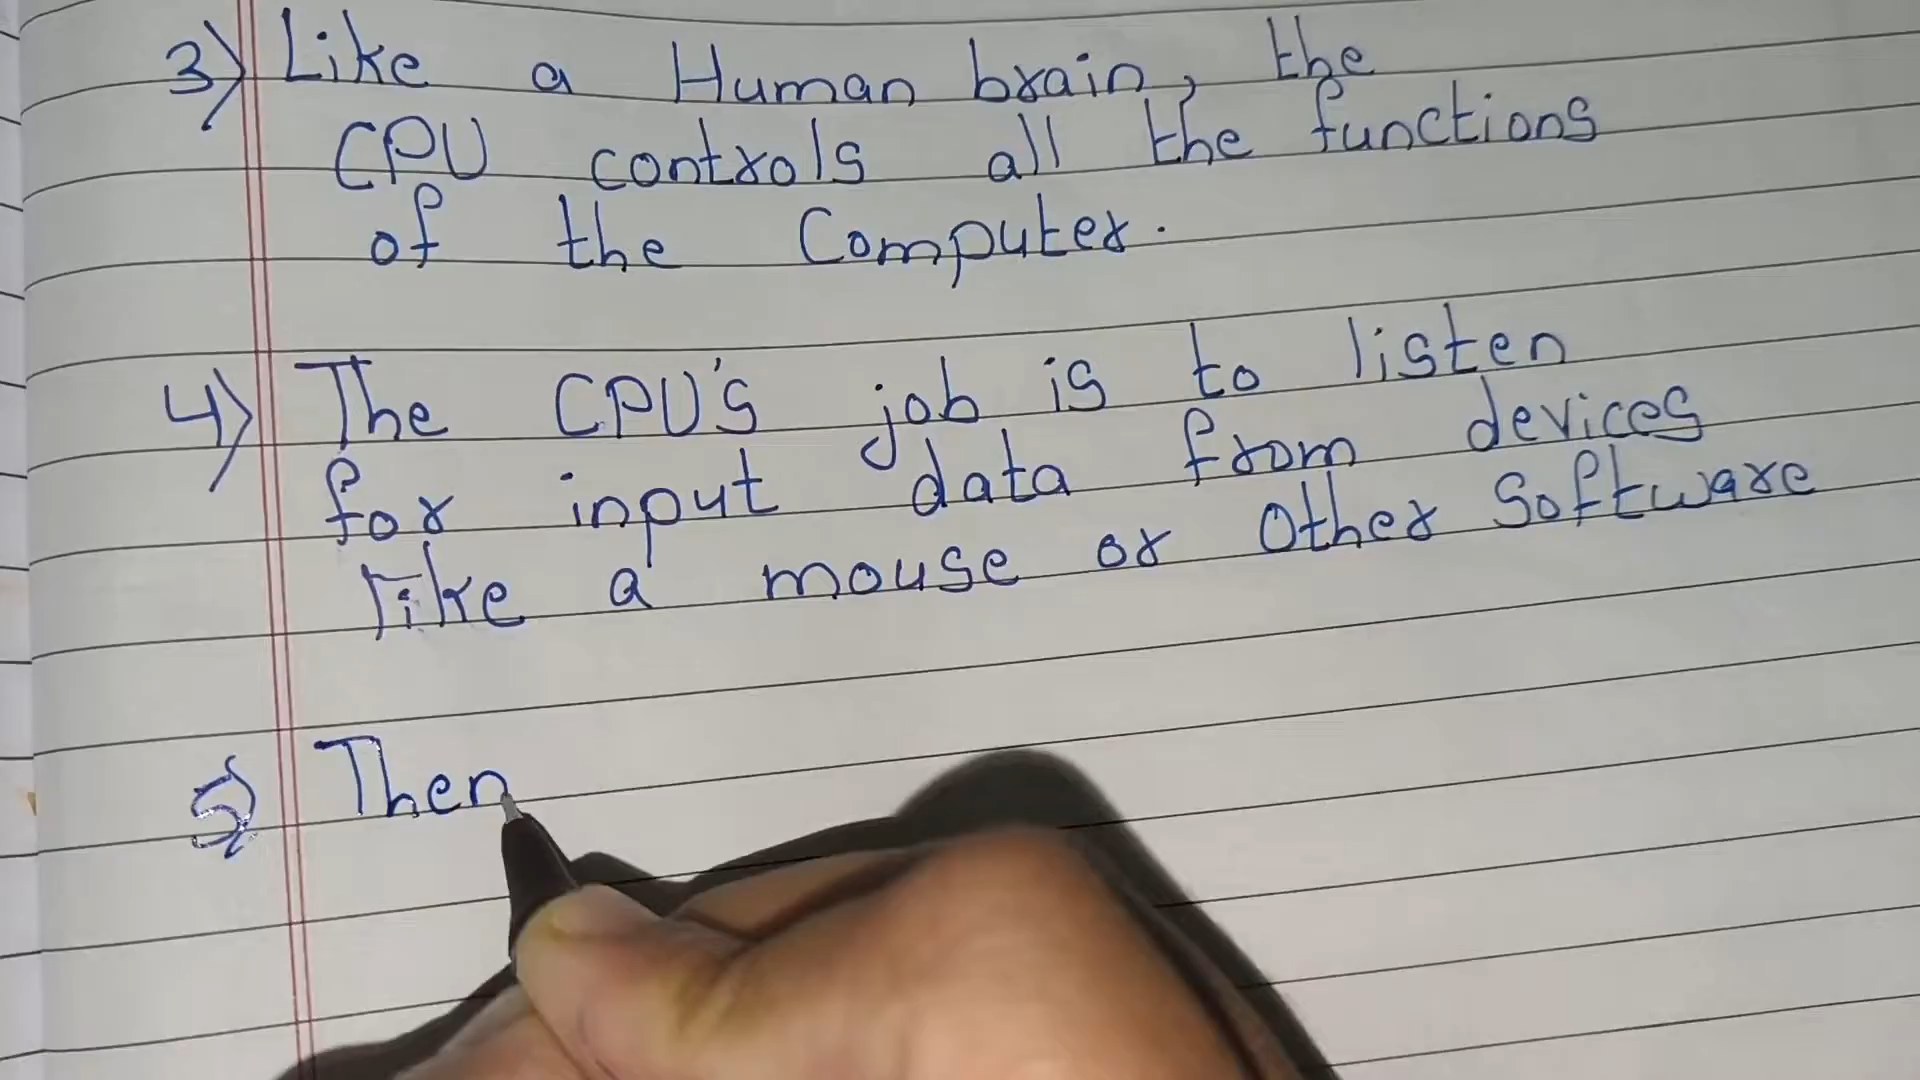 3) Like a Human brain, the
CPU controls all the functions
of the Computer.
4) The CPU's job is to listen
for input data from devices
like a mouse or Other Software
5) Then